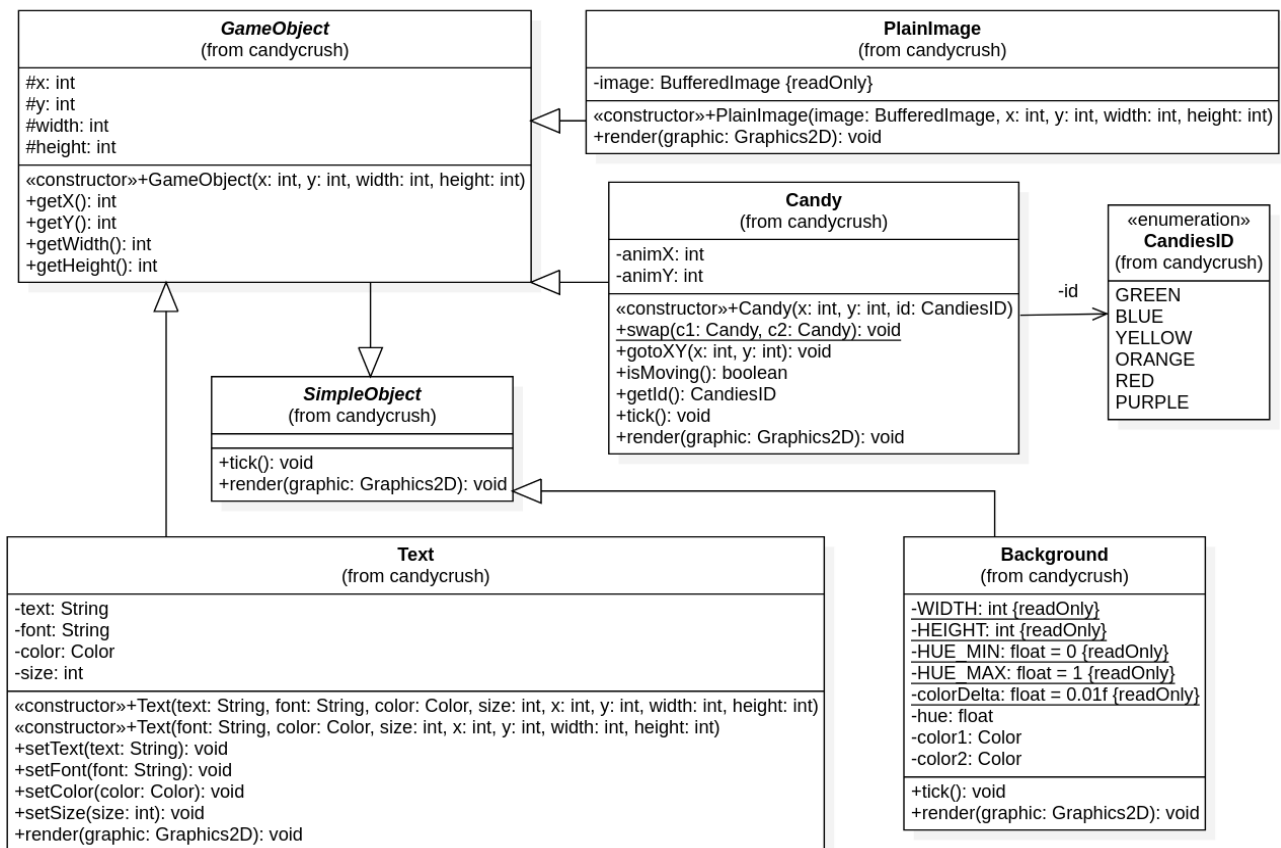 GameObject
(from candycrush)
#x: int
#y: int
#width: int
#height: int
«constructor»+GameObject(x: int, y: int, width: int, height: int)
+getX(): int
+getY(): int
+getWidth(): int
+getHeight(): int
PlainImage
(from candycrush)
-image: BufferedImage {readOnly}
«constructor»+PlainImage(image: BufferedImage, x: int, y: int, width: int, height: int)
+render(graphic: Graphics2D): void
Candy
(from candycrush)
-animX: int
-animY: int
«constructor»+Candy(x: int, y: int, id: CandiesID)
+swap(c1: Candy, c2: Candy): void
+gotoXY(x: int, y: int): void
+isMoving(): boolean
+getId(): CandiesID
+tick(): void
+render(graphic: Graphics2D): void
-id
«enumeration»
CandiesID
(from candycrush)
GREEN
BLUE
YELLOW
ORANGE
RED
PURPLE
SimpleObject
(from candycrush)
+tick(): void
+render(graphic: Graphics2D): void
Text
(from candycrush)
-text: String
-font: String
-color: Color
-size: int
«constructor»+Text(text: String, font: String, color: Color, size: int, x: int, y: int, width: int, height: int)
«constructor»+Text(font: String, color: Color, size: int, x: int, y: int, width: int, height: int)
+setText(text: String): void
+setFont(font: String): void
+setColor(color: Color): void
+setSize(size: int): void
+render(graphic: Graphics2D): void
Background
(from candycrush)
-WIDTH: int {readOnly}
-HEIGHT: int {readOnly}
-HUE_MIN: float = 0 {readOnly}
-HUE_MAX: float = 1 {readOnly}
-colorDelta: float = 0.01f {readOnly}
-hue: float
-color1: Color
-color2: Color
+tick(): void
+render(graphic: Graphics2D): void